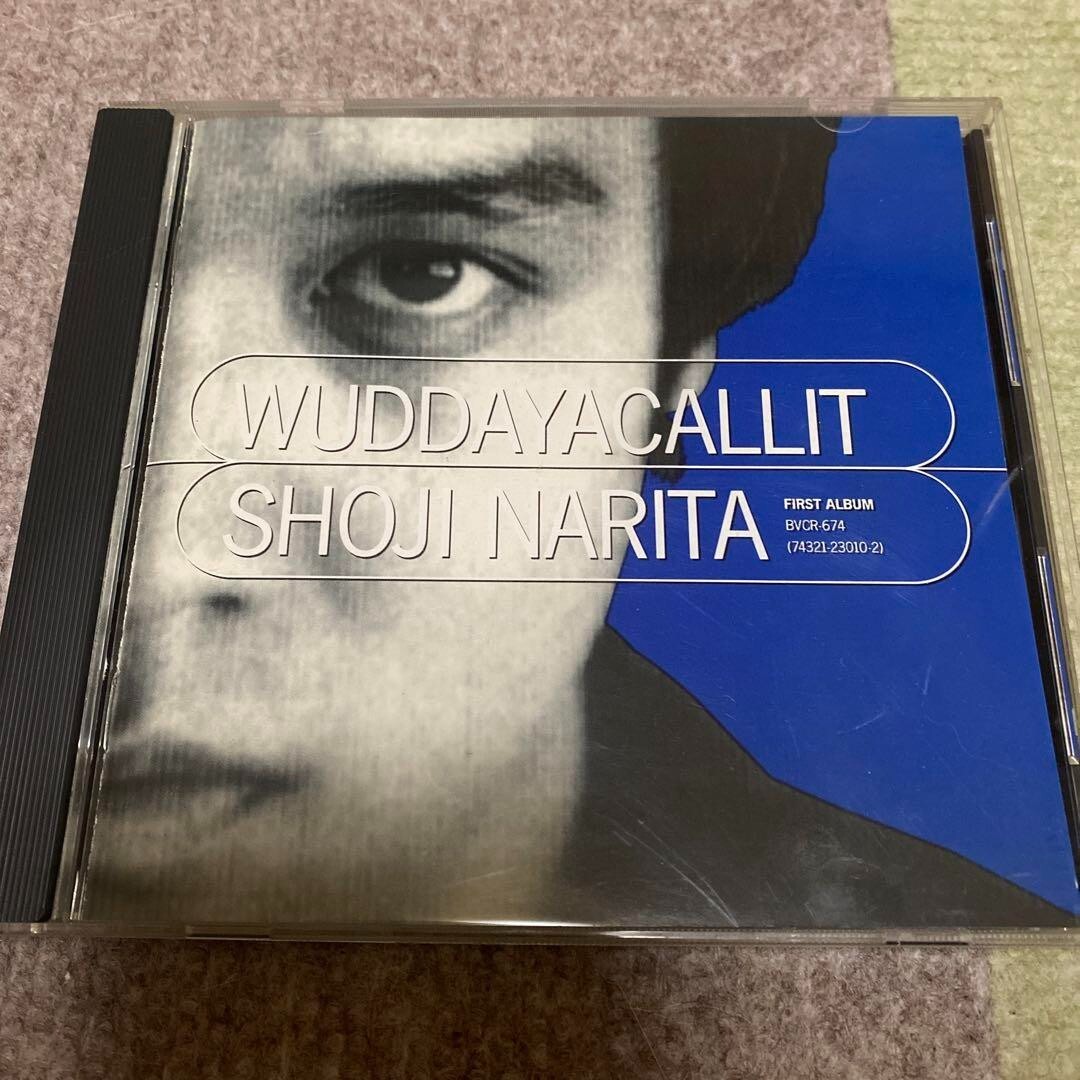 WUDDAYACALLIT
SHOJI NARITA
FIRST ALBUM
BVCR-674
(74321-23010-2)